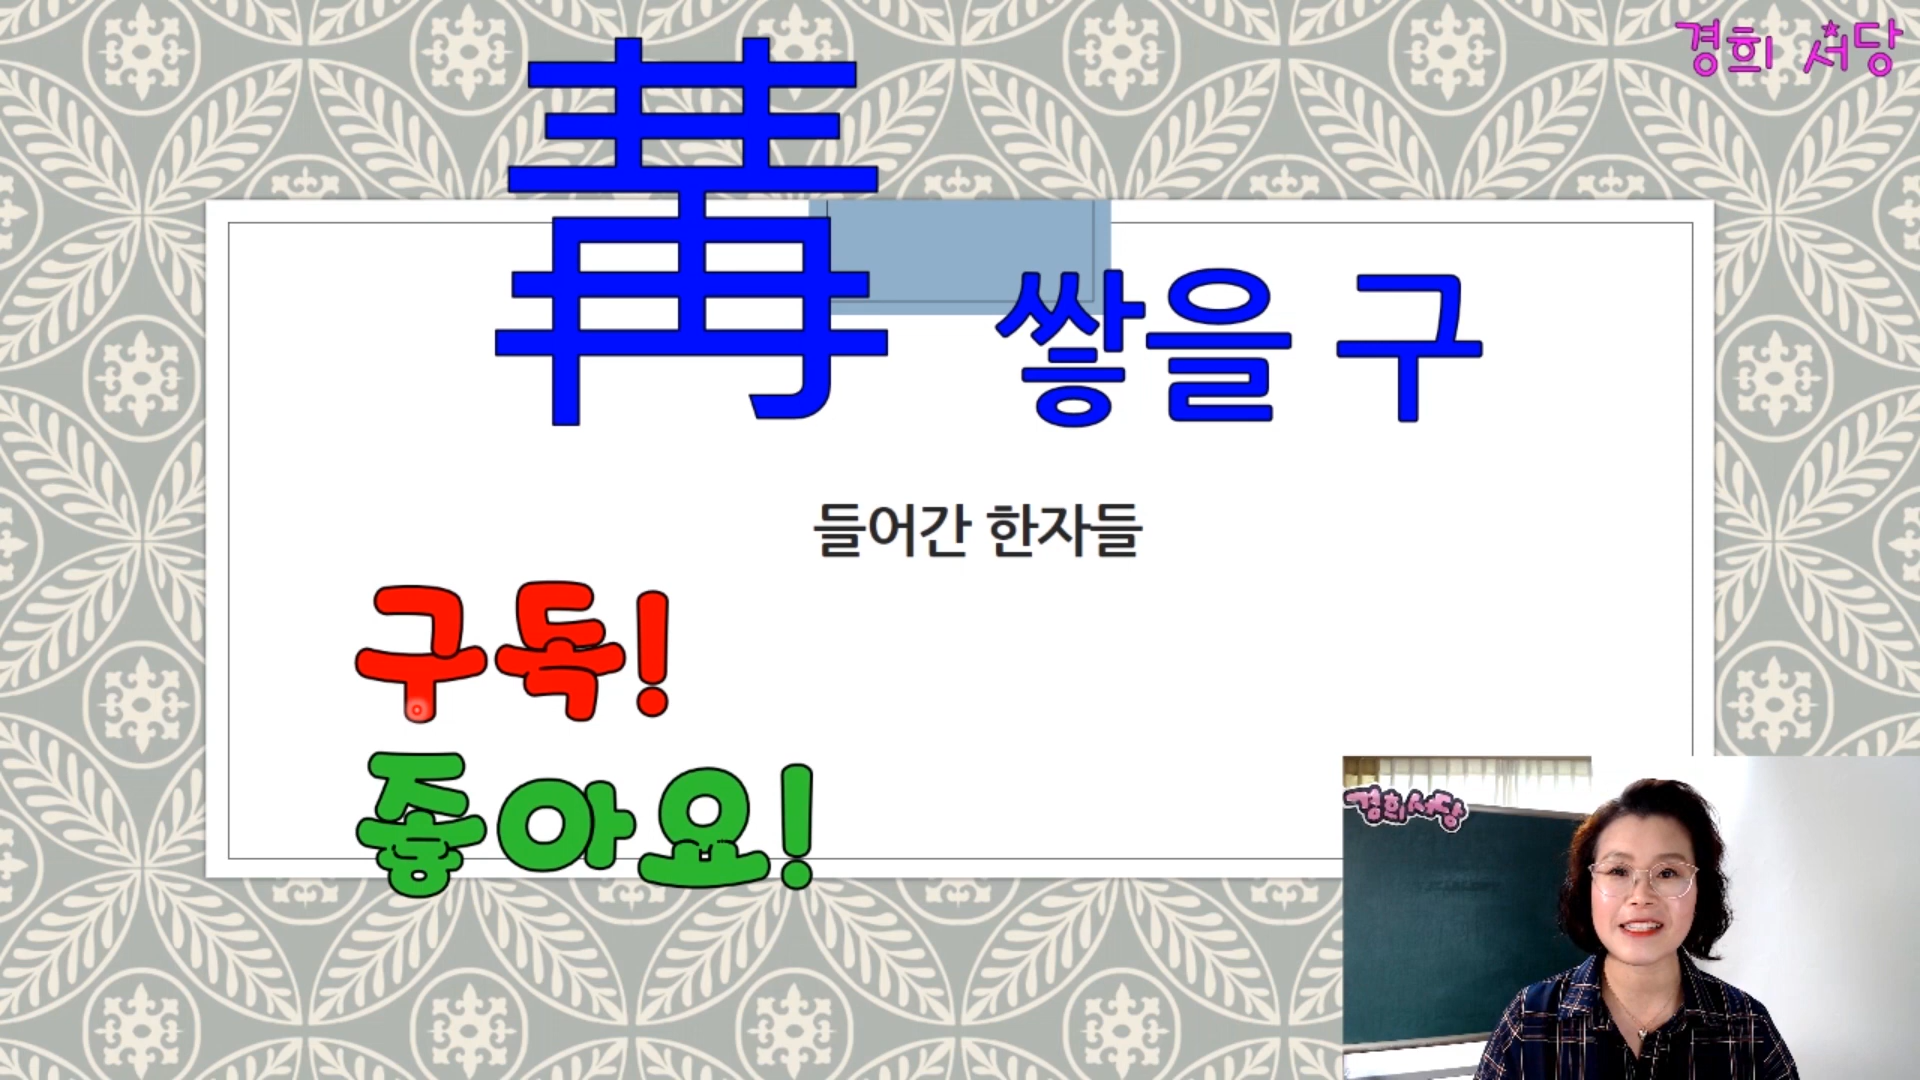 경희 서당
冓 쌓을 구
들어간 한자들
구독!
좋아요!
경희서당